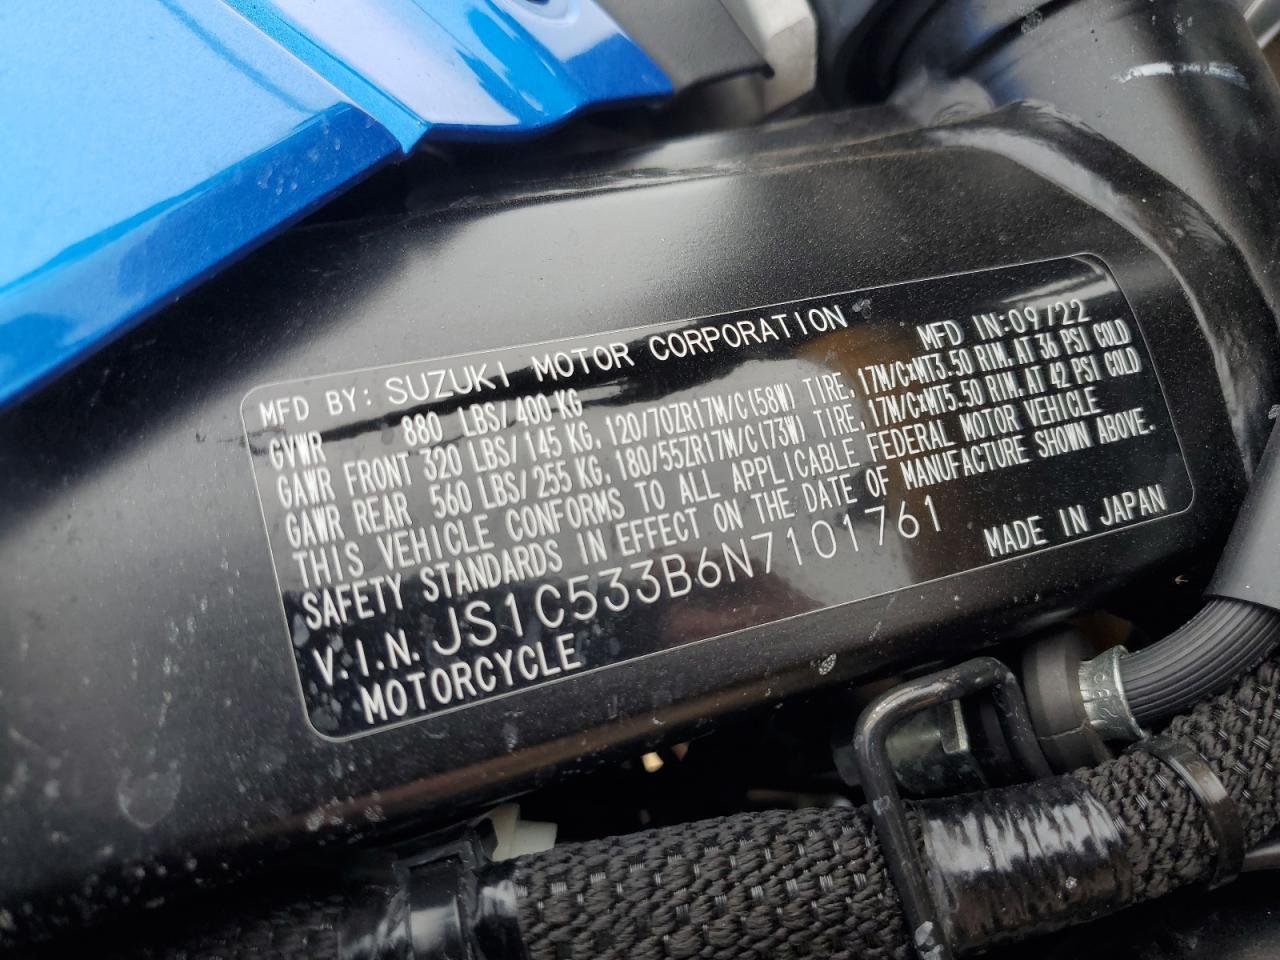 MFD BY: SUZUKI MOTOR CORPORATION MFD IN:09/22
GVWR 880 LBS/400 KG
GAWR FRONT 320 LBS/145 KG, 120/70ZR17M/C(58W) TIRE, 17M/CxMT3.50 RIM, AT 36 PSI COLD
GAWR REAR 560 LBS/255 KG, 180/55ZR17M/C(73W) TIRE, 17M/CxMT5.50 RIM, AT 42 PSI COLD
THIS VEHICLE CONFORMS TO ALL APPLICABLE FEDERAL MOTOR VEHICLE
SAFETY STANDARDS IN EFFECT ON THE DATE OF MANUFACTURE SHOWN ABOVE.
V.I.N. JS1C533B6N7101761 MADE IN JAPAN
MOTORCYCLE